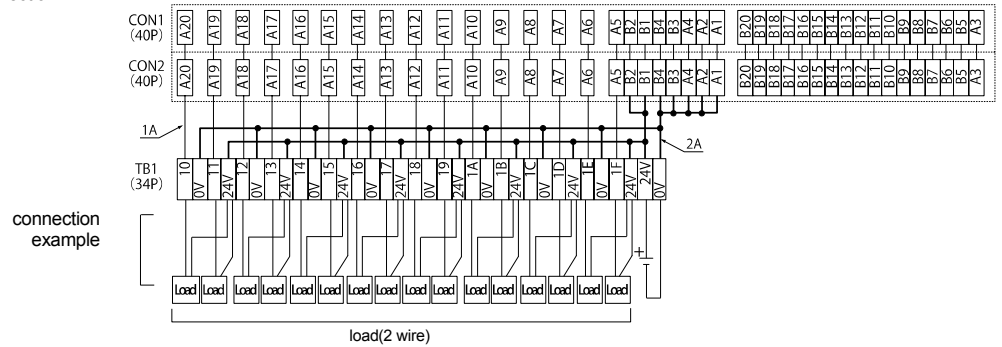 CON1 A20 A19 A18 A17 A16 A15 A14 A13 A12 A11 A10 A9 A8 A7 A6 A5 B2 B1 B4 B3 A4 A2 A1 B20 B19 B18 B17 B16 B15 B14 B13 B12 B11 B10 B9 B8 B7 B6 B5 A3
(40P)
CON2 A20 A19 A18 A17 A16 A15 A14 A13 A12 A11 A10 A9 A8 A7 A6 A5 B2 B1 B4 B3 A4 A2 A1 B20 B19 B18 B17 B16 B15 B14 B13 B12 B11 B10 B9 B8 B7 B6 B5 A3
(40P)
1A 2A
TB1 10 0V 11 24V 12 0V 13 24V 14 0V 15 24V 16 0V 17 24V 18 0V 19 24V 1A 0V 1B 24V 1C 0V 1D 24V 1E 0V 1F 24V 24V 0V
(34P)
connection
example
+
Load Load Load Load Load Load Load Load Load Load Load Load Load Load Load Load
load(2 wire)